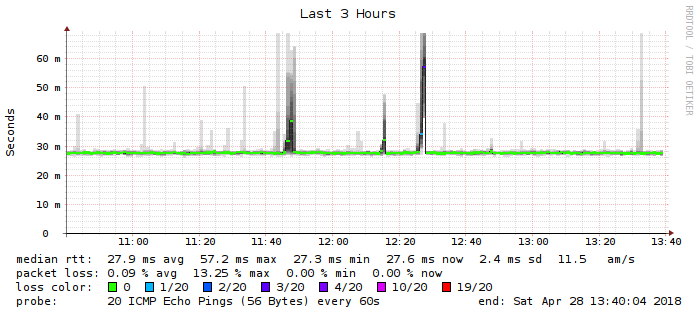 Last 3 Hours
RRDTOOL / TOBI OETIKER
Seconds
60 m
50 m
40 m
30 m
20 m
10 m
0
11:00 11:20 11:40 12:00 12:20 12:40 13:00 13:20 13:40
median rtt: 27.9 ms avg 57.2 ms max 27.3 ms min 27.6 ms now 2.4 ms sd 11.5 am/s
packet loss: 0.09 % avg 13.25 % max 0.00 % min 0.00 % now
loss color: 0 1/20 2/20 3/20 4/20 10/20 19/20
probe: 20 ICMP Echo Pings (56 Bytes) every 60s end: Sat Apr 28 13:40:04 2018